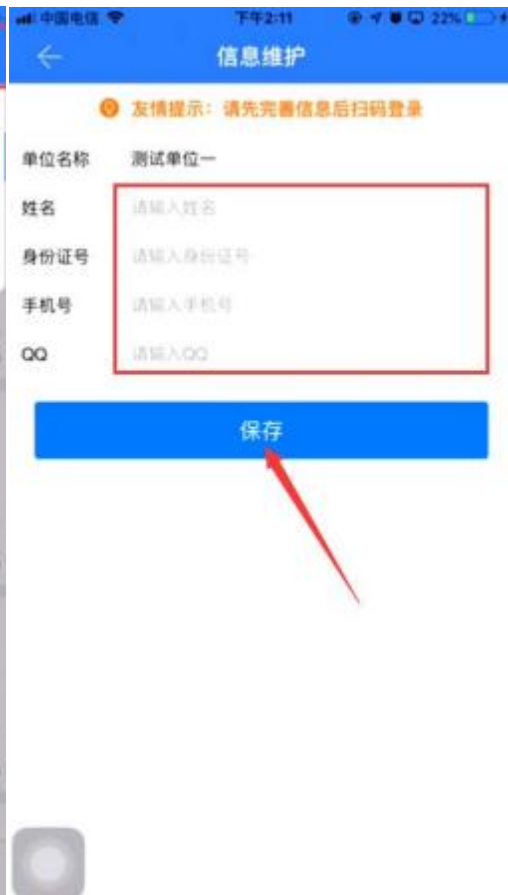 中国电信 下午2:11 22%
信息维护
友情提示：请先完善信息后扫码登录
单位名称 测试单位一
姓名 请输入姓名
身份证号 请输入身份证号
手机号 请输入手机号
QQ 请输入QQ
保存